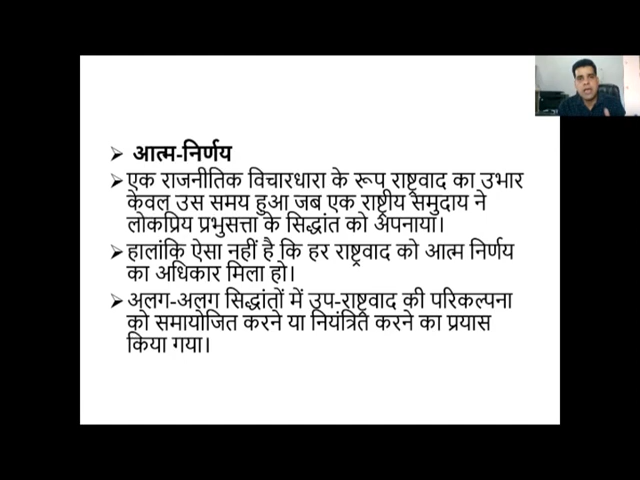 ➢ आत्म-निर्णय
➢ एक राजनीतिक विचारधारा के रूप राष्ट्रवाद का उभार
केवल उस समय हुआ जब एक राष्ट्रीय समुदाय ने
लोकप्रिय प्रभुसत्ता के सिद्धांत को अपनाया।
➢ हालांकि ऐसा नहीं है कि हर राष्ट्रवाद को आत्म निर्णय
का अधिकार मिला हो।
➢ अलग-अलग सिद्धांतों में उप-राष्ट्रवाद की परिकल्पना
को समायोजित करने या नियंत्रित करने का प्रयास
किया गया।